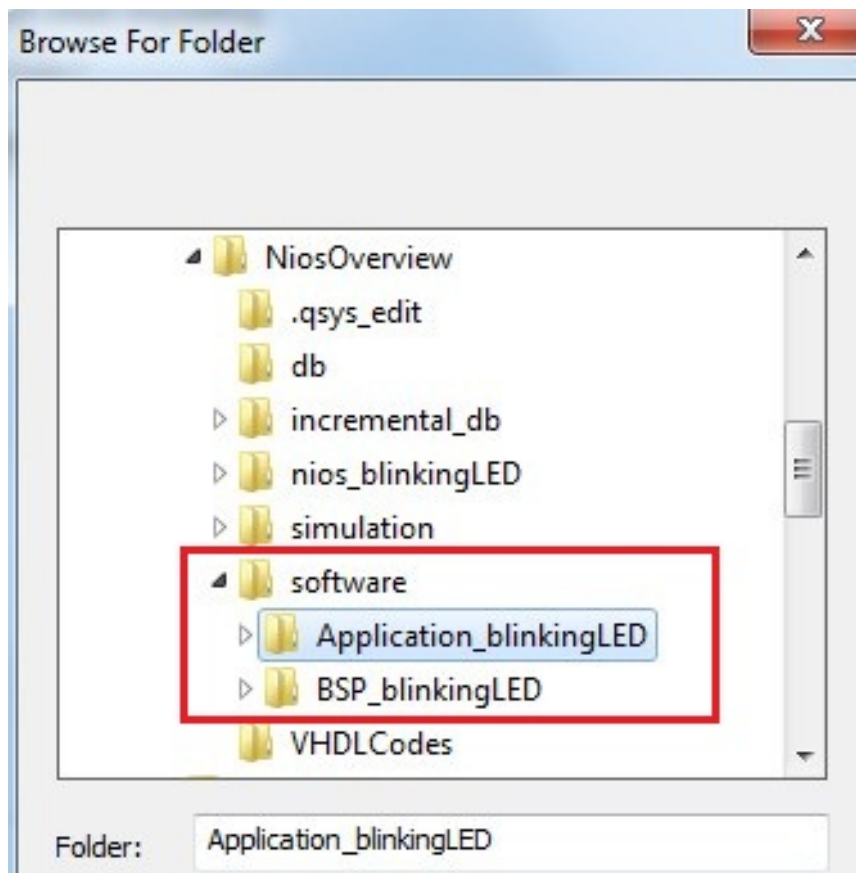 Browse For Folder
NiosOverview
.qsys_edit
db
incremental_db
nios_blinkingLED
simulation
software
Application_blinkingLED
BSP_blinkingLED
VHDLCodes
Folder: Application_blinkingLED